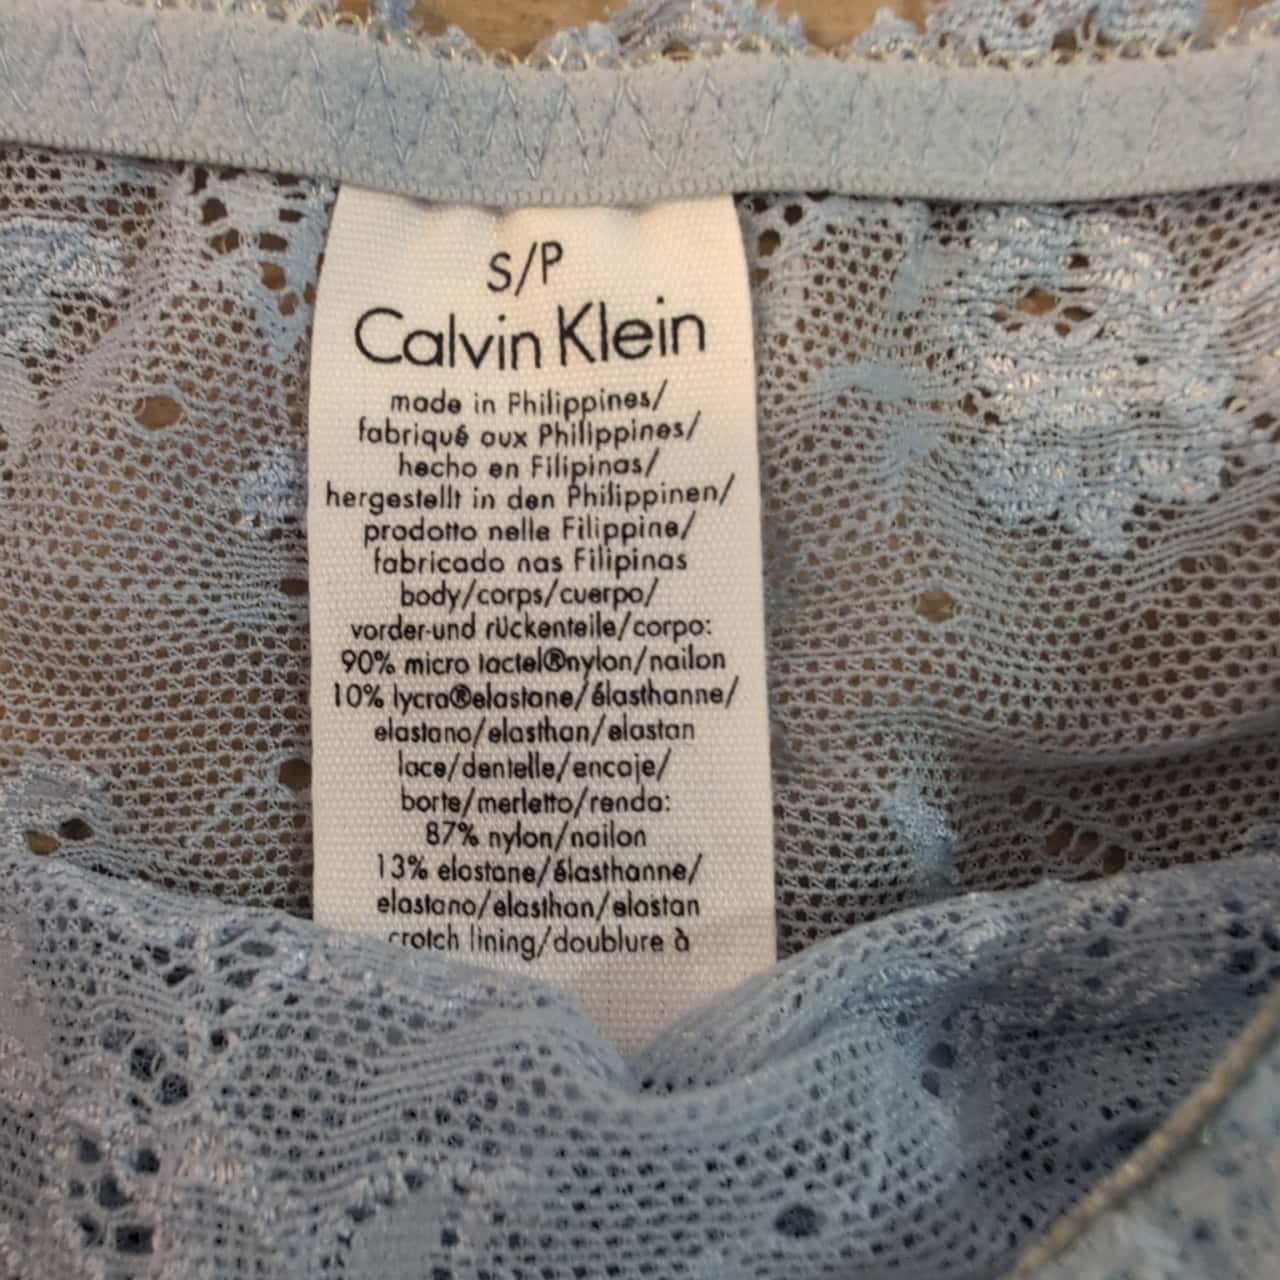 S/P
Calvin Klein
made in Philippines/
fabriqué aux Philippines/
hecho en Filipinas/
hergestellt in den Philippinen/
prodotto nelle Filippine/
fabricado nas Filipinas
body/corps/cuerpo/
vorder-und rückenteile/corpo:
90% micro tactel®nylon/nailon
10% lycra®elastane/élasthanne/
elastano/elasthan/elastan
lace/dentelle/encaje/
borte/merletto/renda:
87% nylon/nailon
13% elastane/élasthanne/
elastano/elasthan/elastan
crotch lining/doublure à